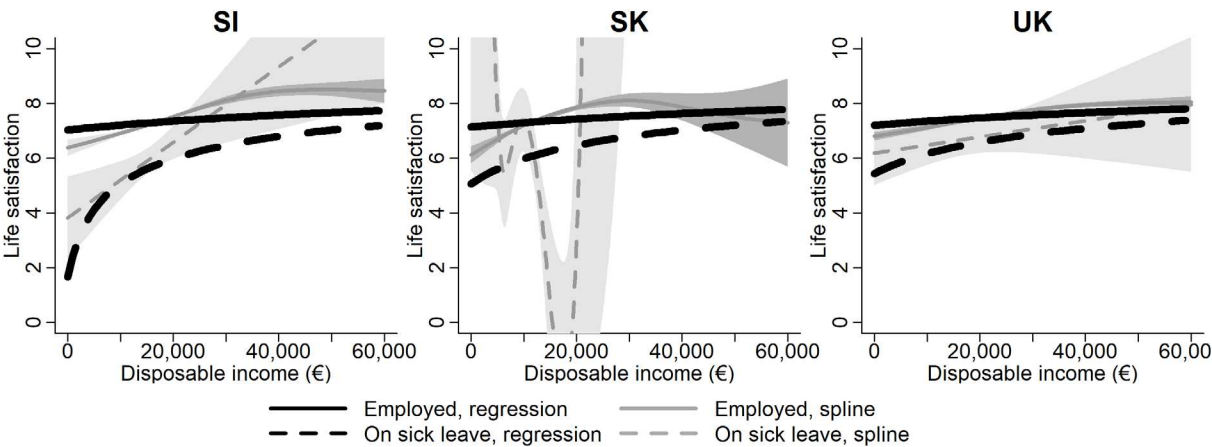 SI
SK
UK
Life satisfaction
10
8
6
4
2
0
0
20,000
40,000
60,000
Disposable income (€)
Life satisfaction
10
8
6
4
2
0
0
20,000
40,000
60,000
Disposable income (€)
Life satisfaction
10
8
6
4
2
0
0
20,000
40,000
60,00
Disposable income (€)
Employed, regression
Employed, spline
On sick leave, regression
On sick leave, spline